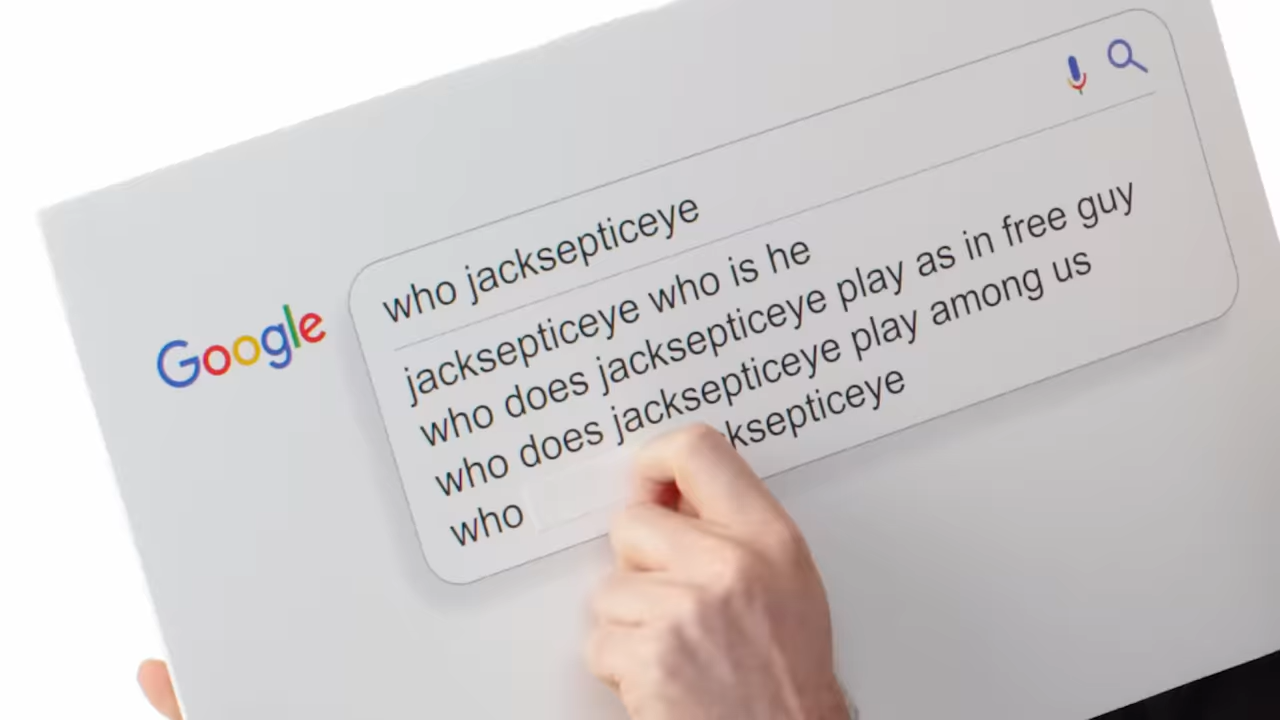 Google
who jacksepticeye
jacksepticeye who is he
who does jacksepticeye play as in free guy
who does jacksepticeye play among us
who ksepticeye